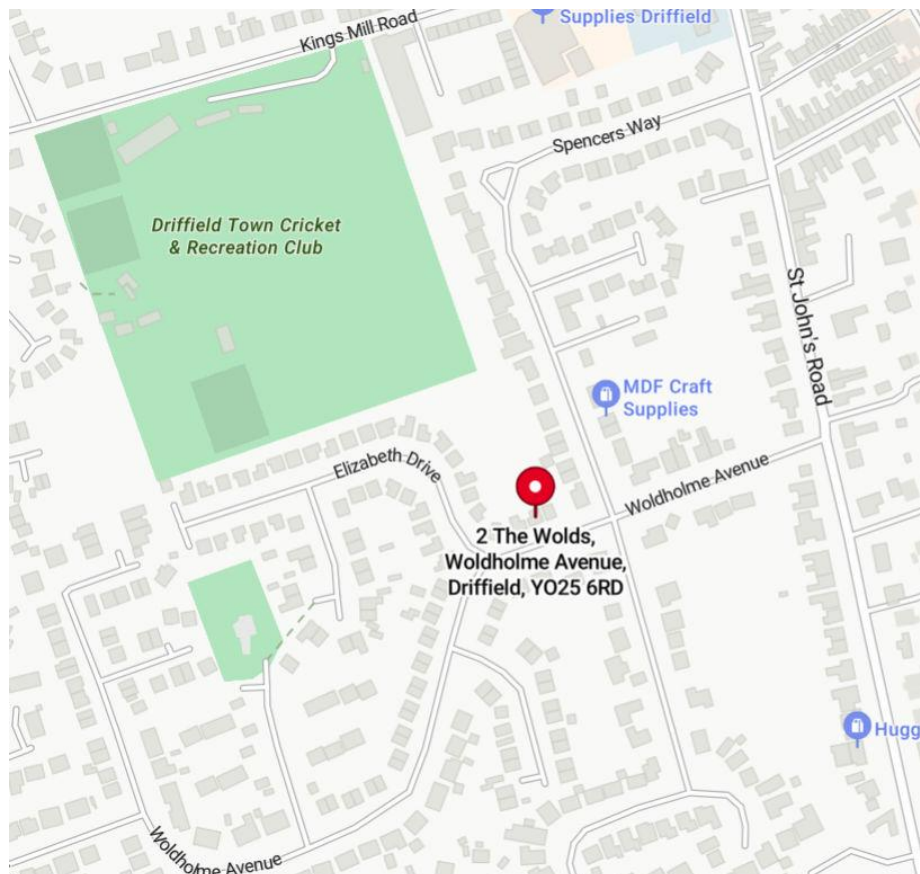 Supplies Driffield
Kings Mill Road
Spencers Way
Driffield Town Cricket
& Recreation Club
St John's Road
MDF Craft
Supplies
Elizabeth Drive
Woldholme Avenue
2 The Wolds,
Woldholme Avenue,
Driffield, YO25 6RD
Hugg
Woldholme Avenue